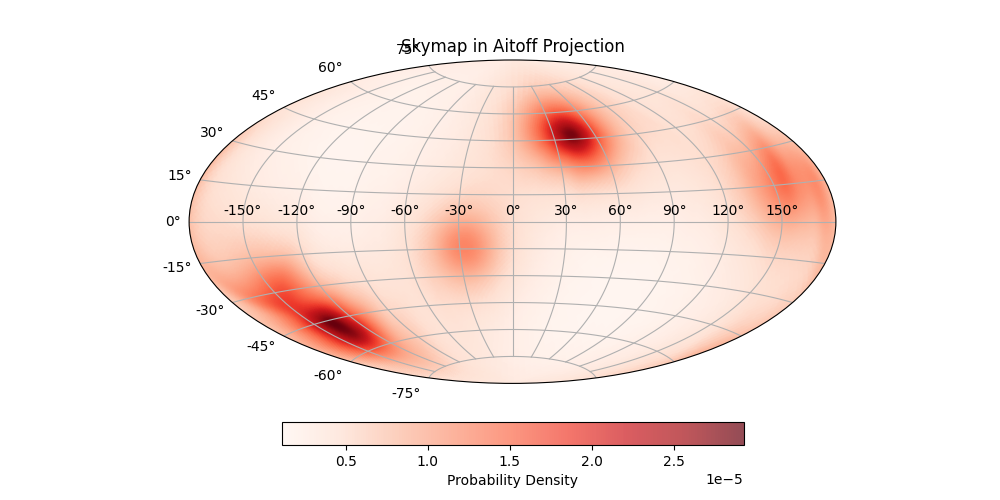 Skymap in Aitoff Projection
75°
60°
45°
30°
15°
0°
-15°
-30°
-45°
-60°
-75°
-150° -120° -90° -60° -30° 0° 30° 60° 90° 120° 150°
0.5 1.0 1.5 2.0 2.5
1e−5
Probability Density